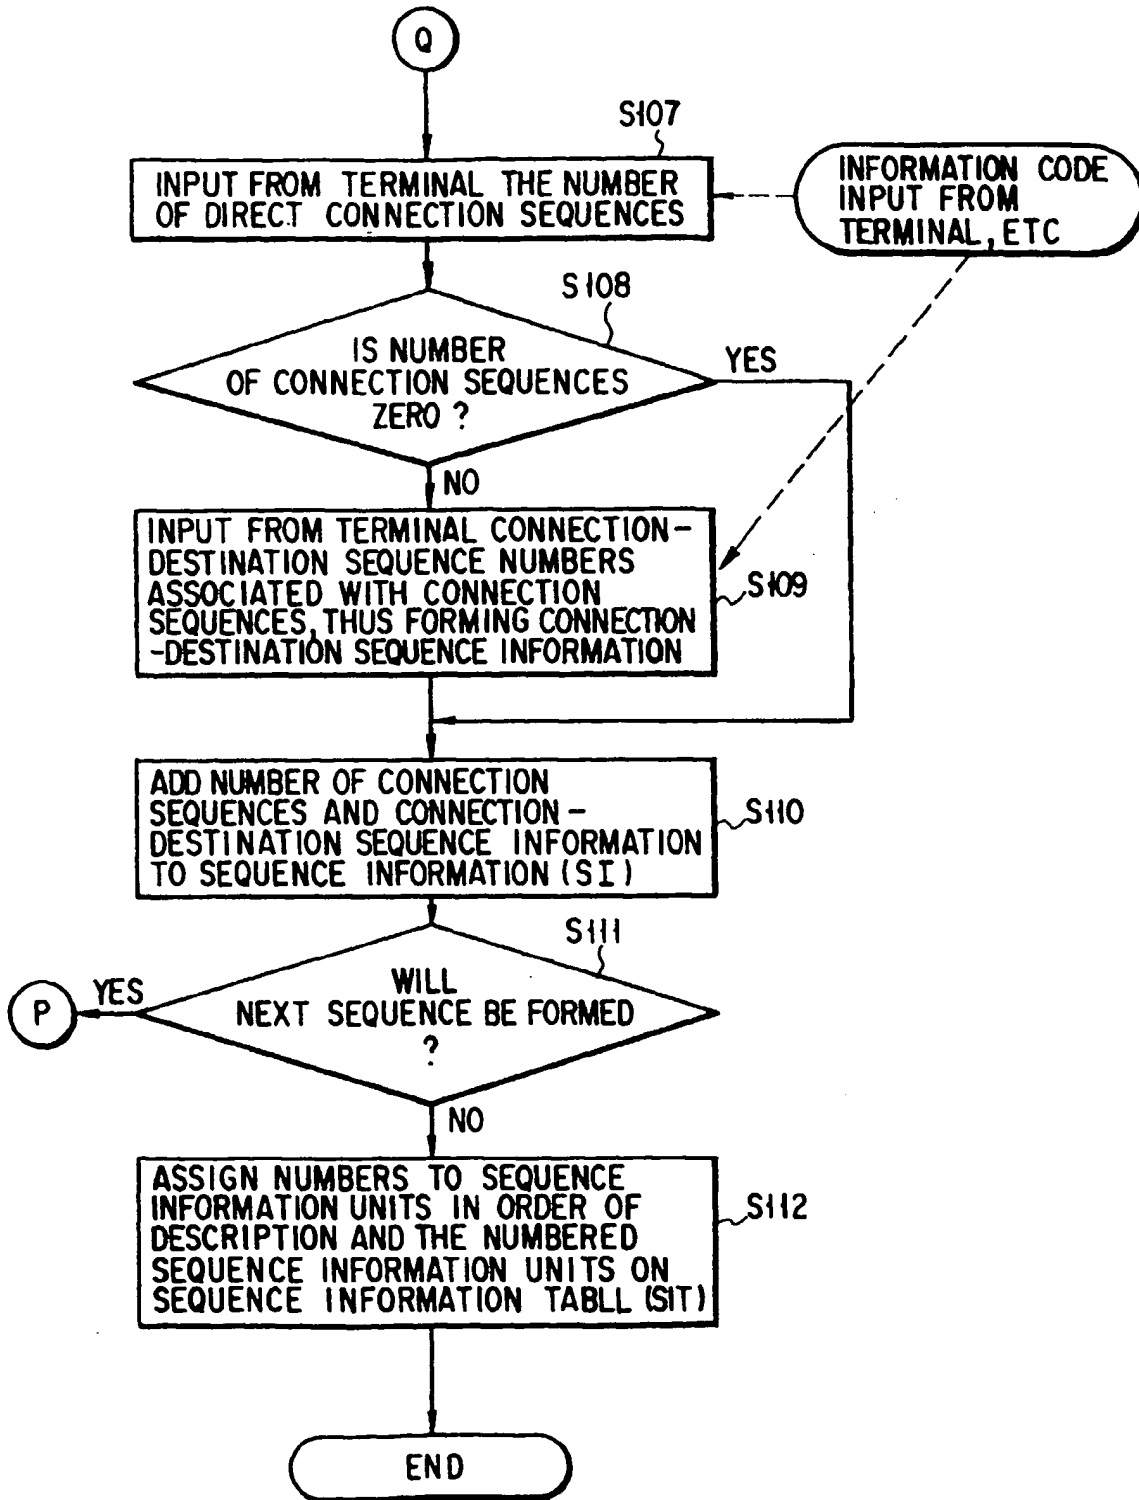 Q
S107
INPUT FROM TERMINAL THE NUMBER
OF DIRECT CONNECTION SEQUENCES
INFORMATION CODE
INPUT FROM
TERMINAL, ETC
S108
IS NUMBER
OF CONNECTION SEQUENCES
ZERO ?
YES
NO
INPUT FROM TERMINAL CONNECTION-
DESTINATION SEQUENCE NUMBERS
ASSOCIATED WITH CONNECTION
SEQUENCES, THUS FORMING CONNECTION
-DESTINATION SEQUENCE INFORMATION
S109
ADD NUMBER OF CONNECTION
SEQUENCES AND CONNECTION-
DESTINATION SEQUENCE INFORMATION
TO SEQUENCE INFORMATION (SI)
S110
S111
WILL
NEXT SEQUENCE BE FORMED
?
YES
P
NO
ASSIGN NUMBERS TO SEQUENCE
INFORMATION UNITS IN ORDER OF
DESCRIPTION AND THE NUMBERED
SEQUENCE INFORMATION UNITS ON
SEQUENCE INFORMATION TABLL (SIT)
S112
END